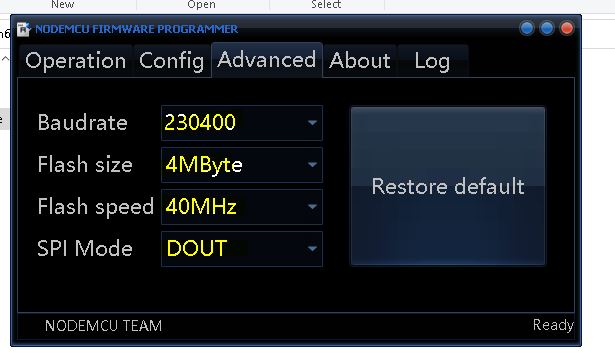 New Open Select
NODEMCU FIRMWARE PROGRAMMER
Operation Config Advanced About Log
Baudrate 230400
Flash size 4MByte
Flash speed 40MHz
SPI Mode DOUT
Restore default
NODEMCU TEAM Ready